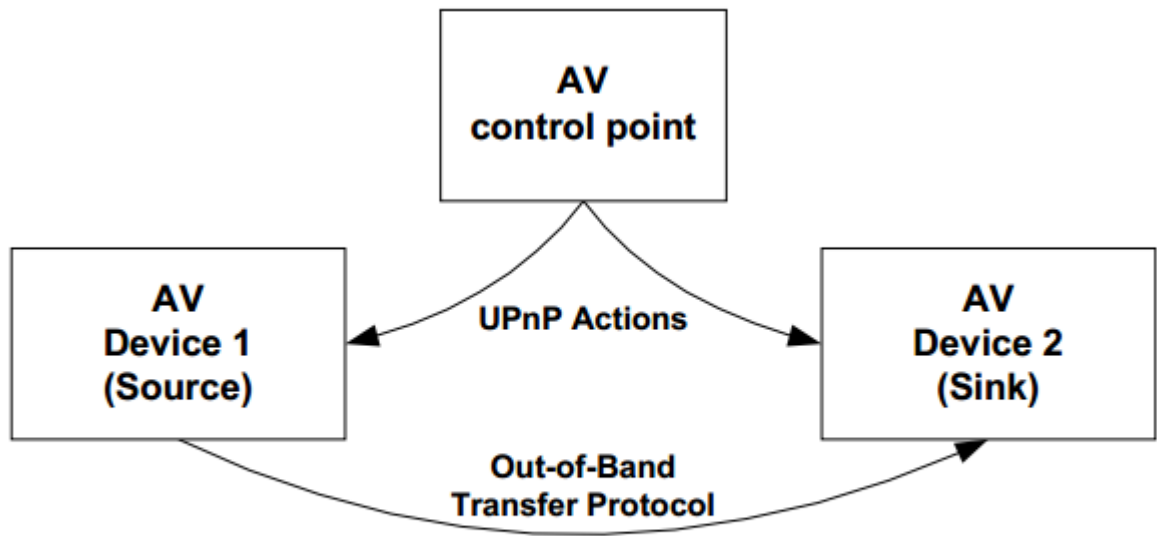 AV
control point
AV
Device 1
(Source)
UPnP Actions
AV
Device 2
(Sink)
Out-of-Band
Transfer Protocol